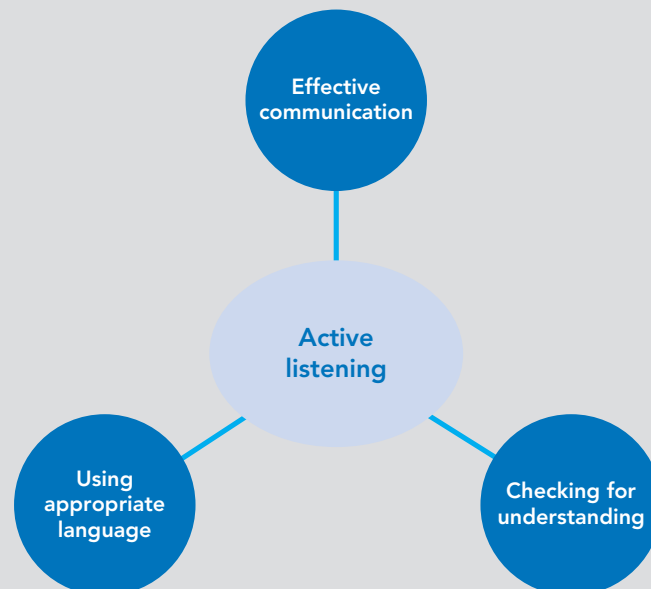 Effective
communication
Active
listening
Using
appropriate
language
Checking for
understanding